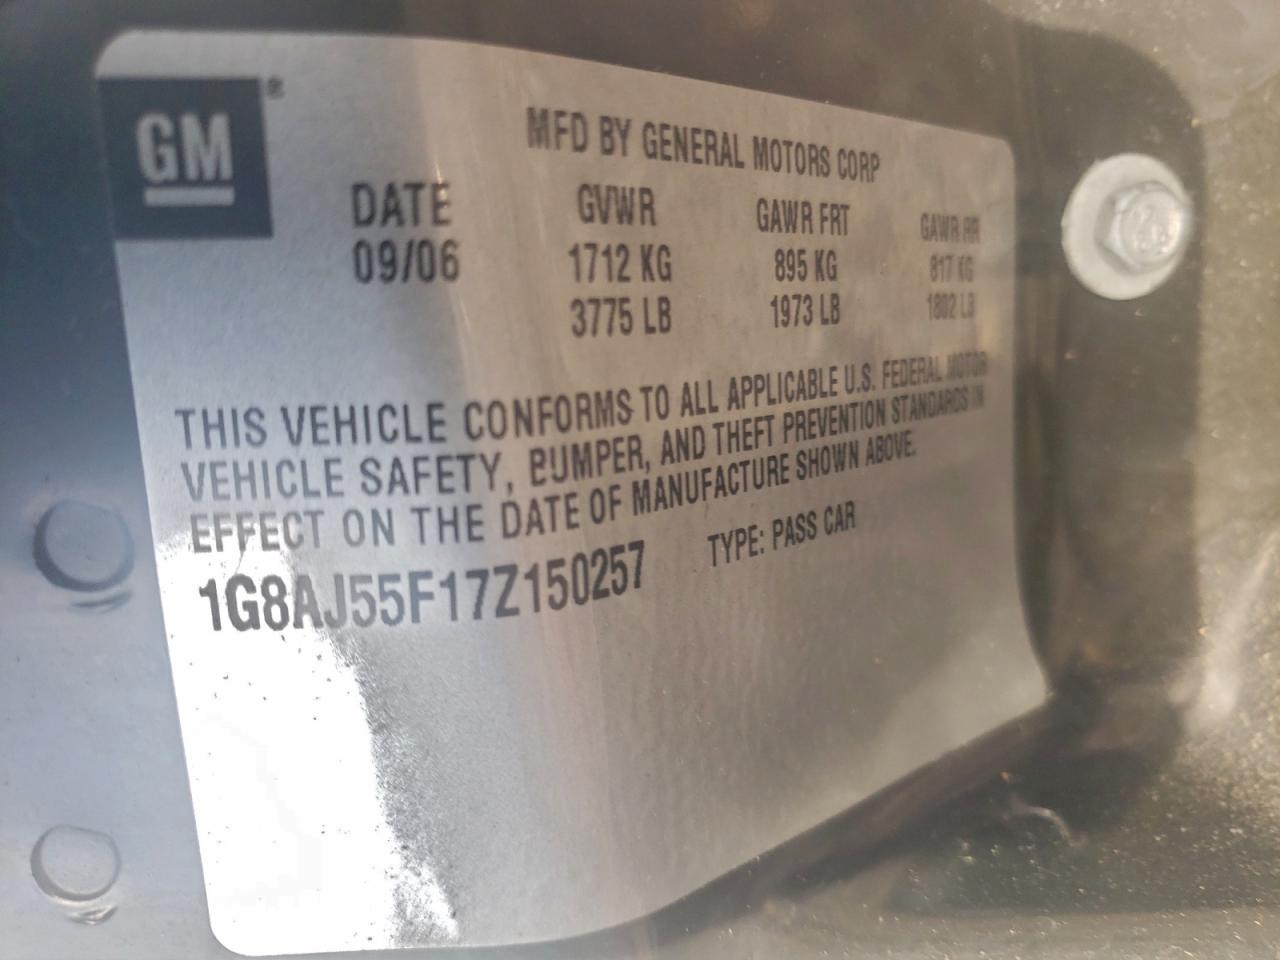 GM ®
MFD BY GENERAL MOTORS CORP
DATE GVWR GAWR FRT GAWR RR
09/06 1712 KG 895 KG 817 KG
3775 LB 1973 LB 1802 LB
THIS VEHICLE CONFORMS TO ALL APPLICABLE U.S. FEDERAL MOTOR
VEHICLE SAFETY, BUMPER, AND THEFT PREVENTION STANDARDS IN
EFFECT ON THE DATE OF MANUFACTURE SHOWN ABOVE.
1G8AJ55F17Z150257 TYPE: PASS CAR